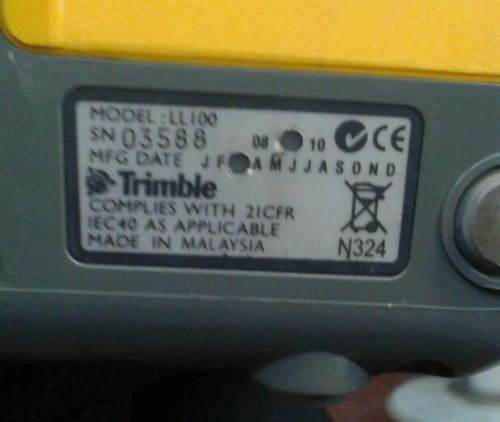 MODEL : LL100
SN 03588
08 10
MFG DATE J F A M J J A S O N D
Trimble
COMPLIES WITH 21CFR
IEC40 AS APPLICABLE
MADE IN MALAYSIA
CE
N324